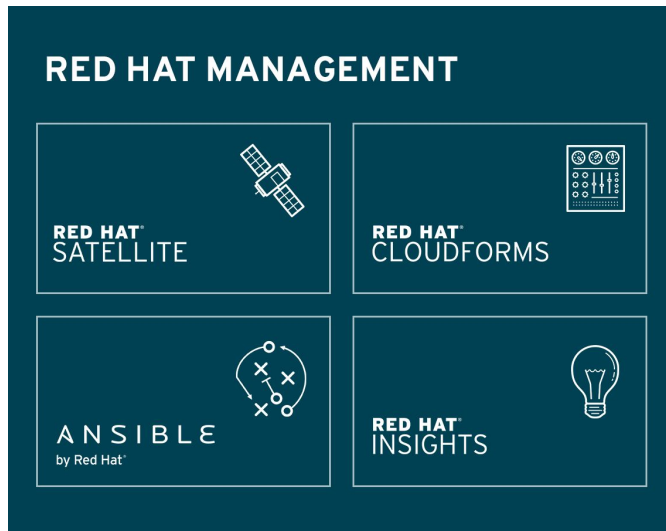 RED HAT MANAGEMENT
RED HAT®
SATELLITE
RED HAT®
CLOUDFORMS
ANSIBLE
by Red Hat®
RED HAT®
INSIGHTS